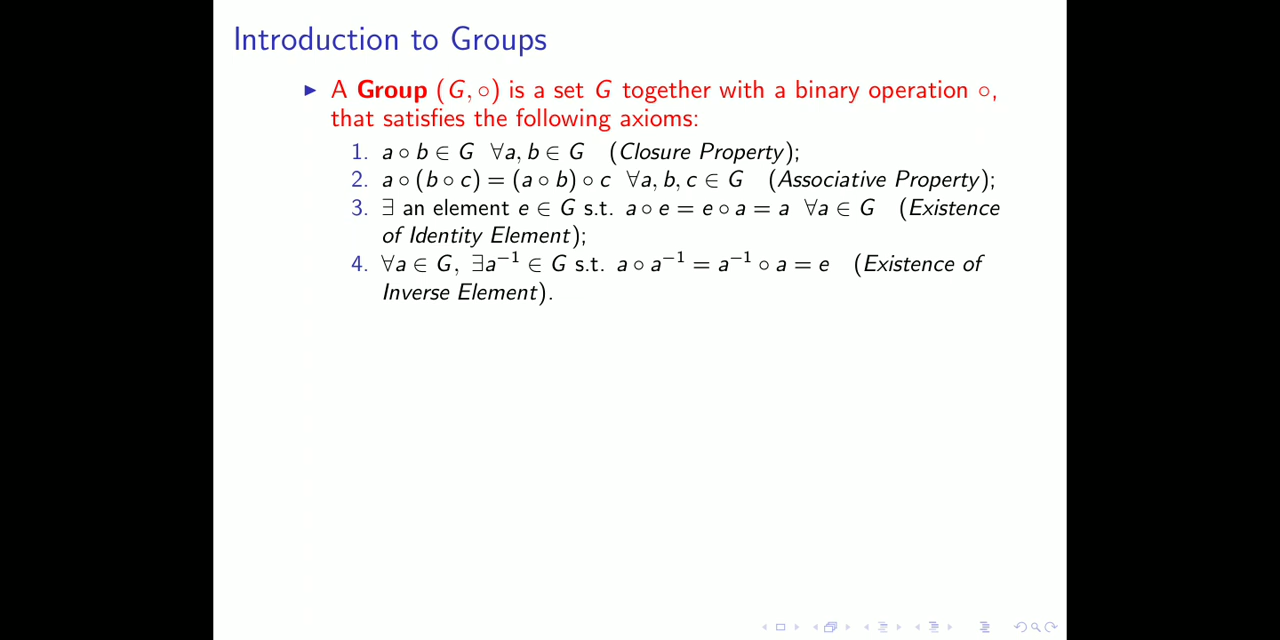 Introduction to Groups
▶ A Group (G, ∘) is a set G together with a binary operation ∘,
that satisfies the following axioms:
1. a ∘ b ∈ G ∀a, b ∈ G (Closure Property);
2. a ∘ (b ∘ c) = (a ∘ b) ∘ c ∀a, b, c ∈ G (Associative Property);
3. ∃ an element e ∈ G s.t. a ∘ e = e ∘ a = a ∀a ∈ G (Existence
of Identity Element);
4. ∀a ∈ G, ∃a⁻¹ ∈ G s.t. a ∘ a⁻¹ = a⁻¹ ∘ a = e (Existence of
Inverse Element).